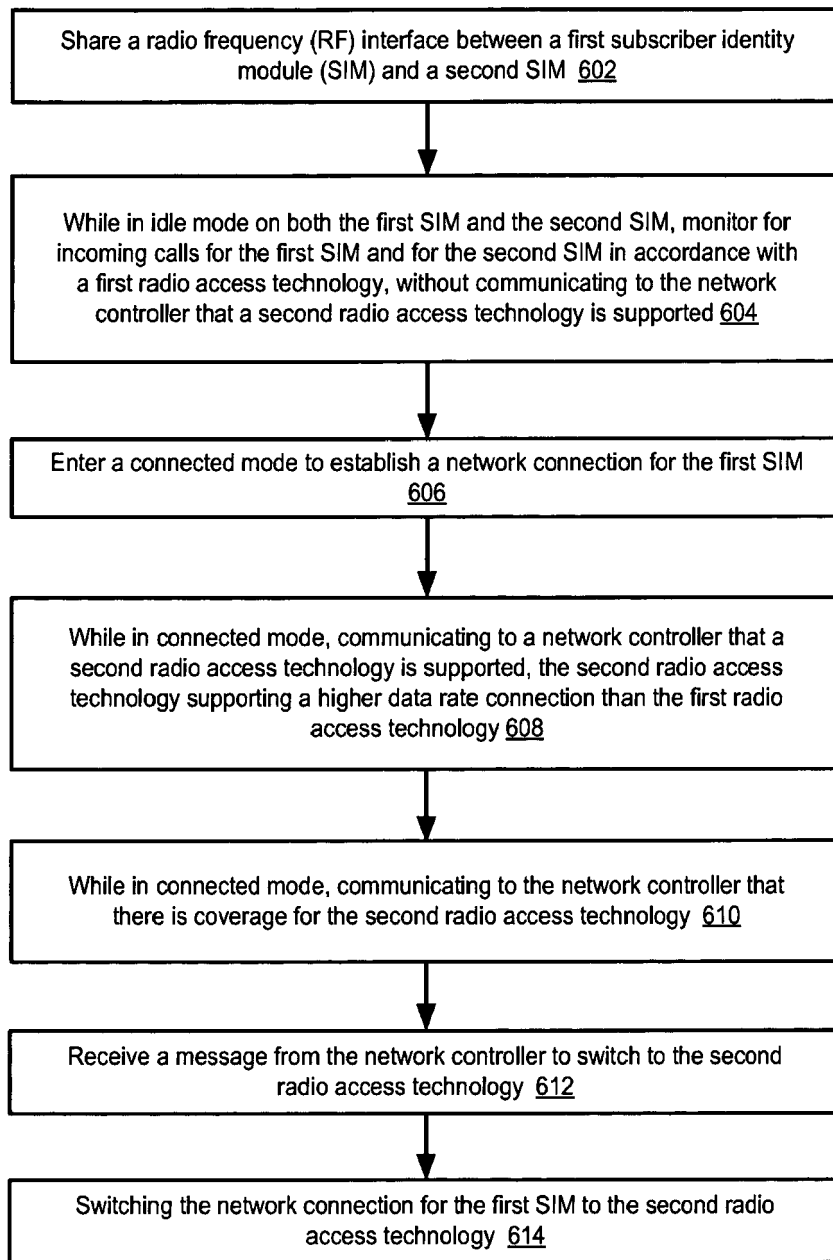 Share a radio frequency (RF) interface between a first subscriber identity
module (SIM) and a second SIM 602
While in idle mode on both the first SIM and the second SIM, monitor for
incoming calls for the first SIM and for the second SIM in accordance with
a first radio access technology, without communicating to the network
controller that a second radio access technology is supported 604
Enter a connected mode to establish a network connection for the first SIM
606
While in connected mode, communicating to a network controller that a
second radio access technology is supported, the second radio access
technology supporting a higher data rate connection than the first radio
access technology 608
While in connected mode, communicating to the network controller that
there is coverage for the second radio access technology 610
Receive a message from the network controller to switch to the second
radio access technology 612
Switching the network connection for the first SIM to the second radio
access technology 614